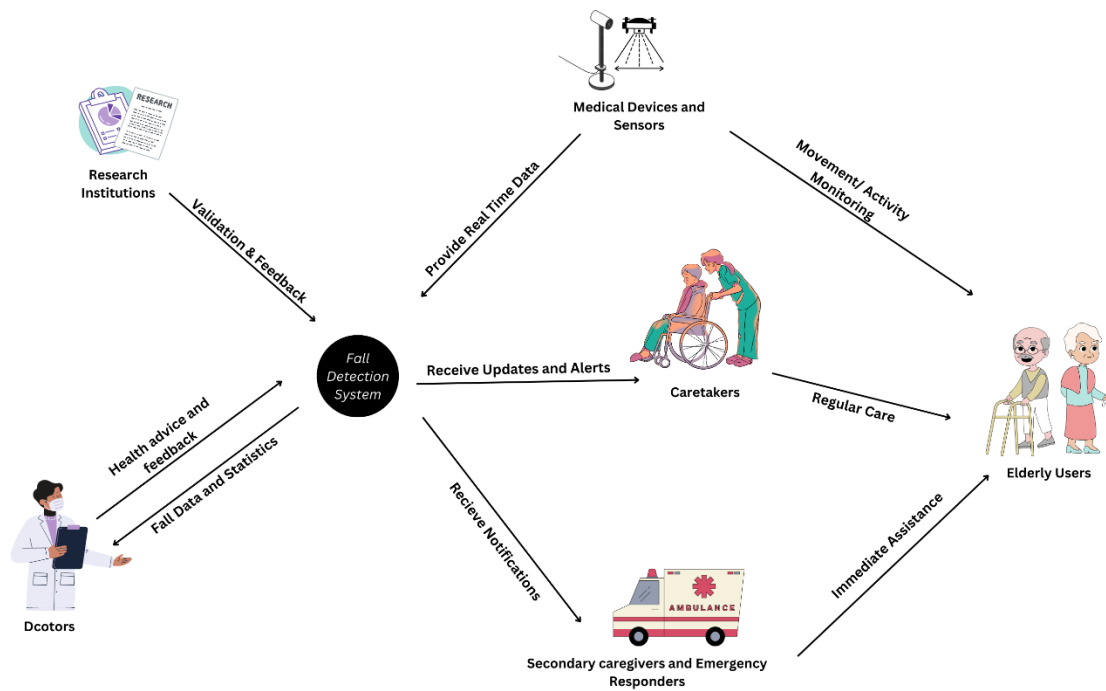 Medical Devices and
Sensors
RESEARCH
Research
Institutions
Validation & Feedback
Provide Real Time Data
Movement/ Activity
Monitoring
Fall
Detection
System
Receive Updates and Alerts
Caretakers
Regular Care
Elderly Users
Health advice and
feedback
Fall Data and Statistics
Recieve Notifications
Immediate Assistance
Dcotors
AMBULANCE
Secondary caregivers and Emergency
Responders